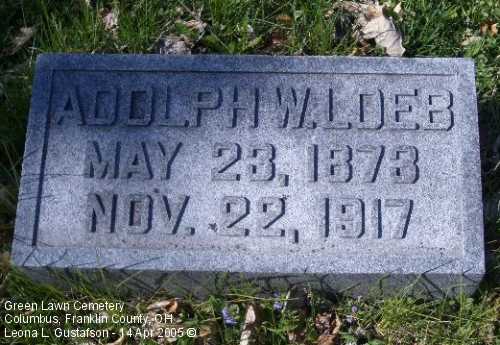 ADOLPH W. LOEB
MAY 23, 1873
NOV. 22, 1917
Green Lawn Cemetery
Columbus, Franklin County, OH
Leona L. Gustafson - 14 Apr 2005 ©